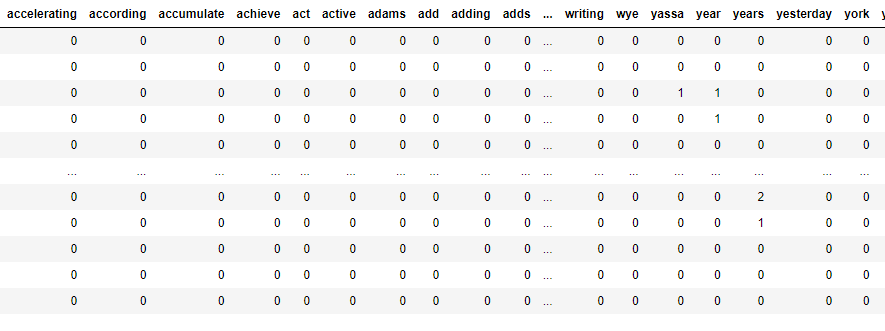 accelerating according accumulate achieve act active adams add adding adds ... writing wye yassa year years yesterday york
0 0 0 0 0 0 0 0 0 0 ... 0 0 0 0 0 0 0
0 0 0 0 0 0 0 0 0 0 ... 0 0 0 0 0 0 0
0 0 0 0 0 0 0 0 0 0 ... 0 0 1 1 0 0 0
0 0 0 0 0 0 0 0 0 0 ... 0 0 0 1 0 0 0
0 0 0 0 0 0 0 0 0 0 ... 0 0 0 0 0 0 0
... ... ... ... ... ... ... ... ... ... ... ... ... ... ... ... ... ...
0 0 0 0 0 0 0 0 0 0 ... 0 0 0 0 2 0 0
0 0 0 0 0 0 0 0 0 0 ... 0 0 0 0 1 0 0
0 0 0 0 0 0 0 0 0 0 ... 0 0 0 0 0 0 0
0 0 0 0 0 0 0 0 0 0 ... 0 0 0 0 0 0 0
0 0 0 0 0 0 0 0 0 0 ... 0 0 0 0 0 0 0